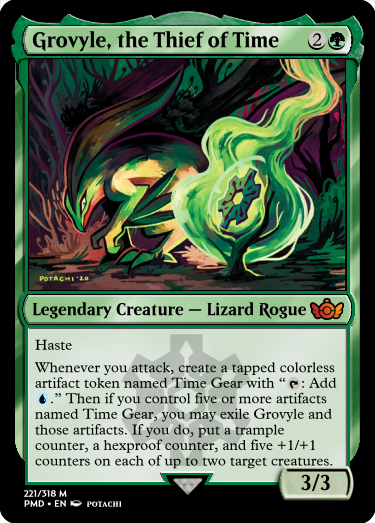 Grovyle, the Thief of Time 2
POTACHI '20
Legendary Creature — Lizard Rogue
Haste
Whenever you attack, create a tapped colorless
artifact token named Time Gear with “ : Add
.” Then if you control five or more artifacts
named Time Gear, you may exile Grovyle and
those artifacts. If you do, put a trample
counter, a hexproof counter, and five +1/+1
counters on each of up to two target creatures.
3/3
221/318 M
PMD • EN POTACHI